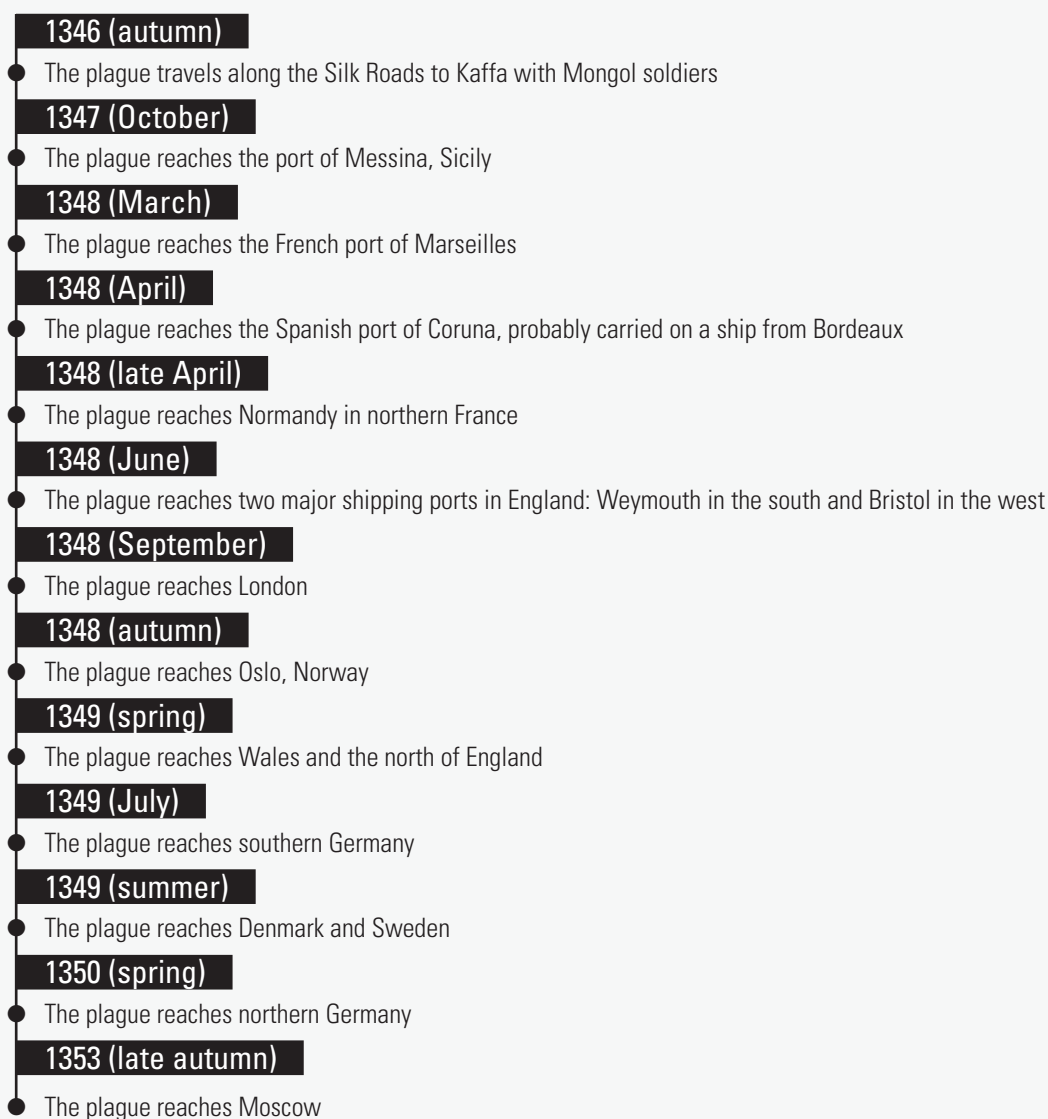 1346 (autumn)
The plague travels along the Silk Roads to Kaffa with Mongol soldiers
1347 (October)
The plague reaches the port of Messina, Sicily
1348 (March)
The plague reaches the French port of Marseilles
1348 (April)
The plague reaches the Spanish port of Coruna, probably carried on a ship from Bordeaux
1348 (late April)
The plague reaches Normandy in northern France
1348 (June)
The plague reaches two major shipping ports in England: Weymouth in the south and Bristol in the west
1348 (September)
The plague reaches London
1348 (autumn)
The plague reaches Oslo, Norway
1349 (spring)
The plague reaches Wales and the north of England
1349 (July)
The plague reaches southern Germany
1349 (summer)
The plague reaches Denmark and Sweden
1350 (spring)
The plague reaches northern Germany
1353 (late autumn)
The plague reaches Moscow